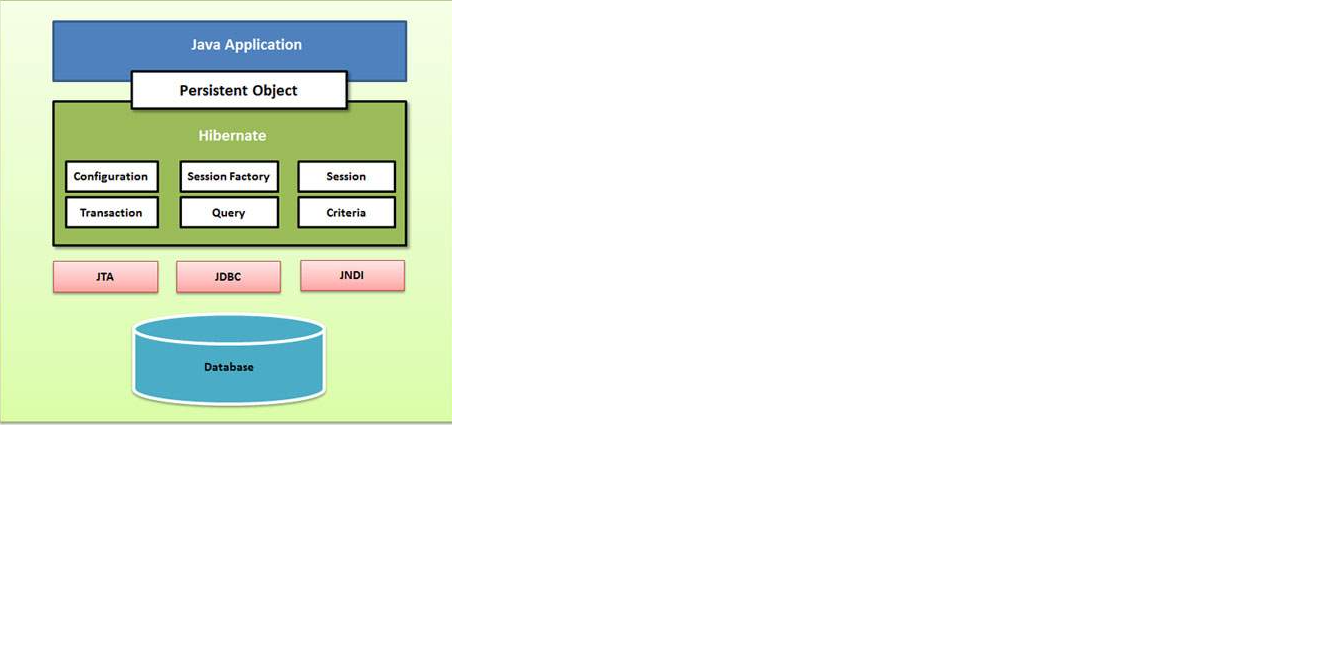 Java Application
Persistent Object
Hibernate
Configuration
Session Factory
Session
Transaction
Query
Criteria
JTA
JDBC
JNDI
Database